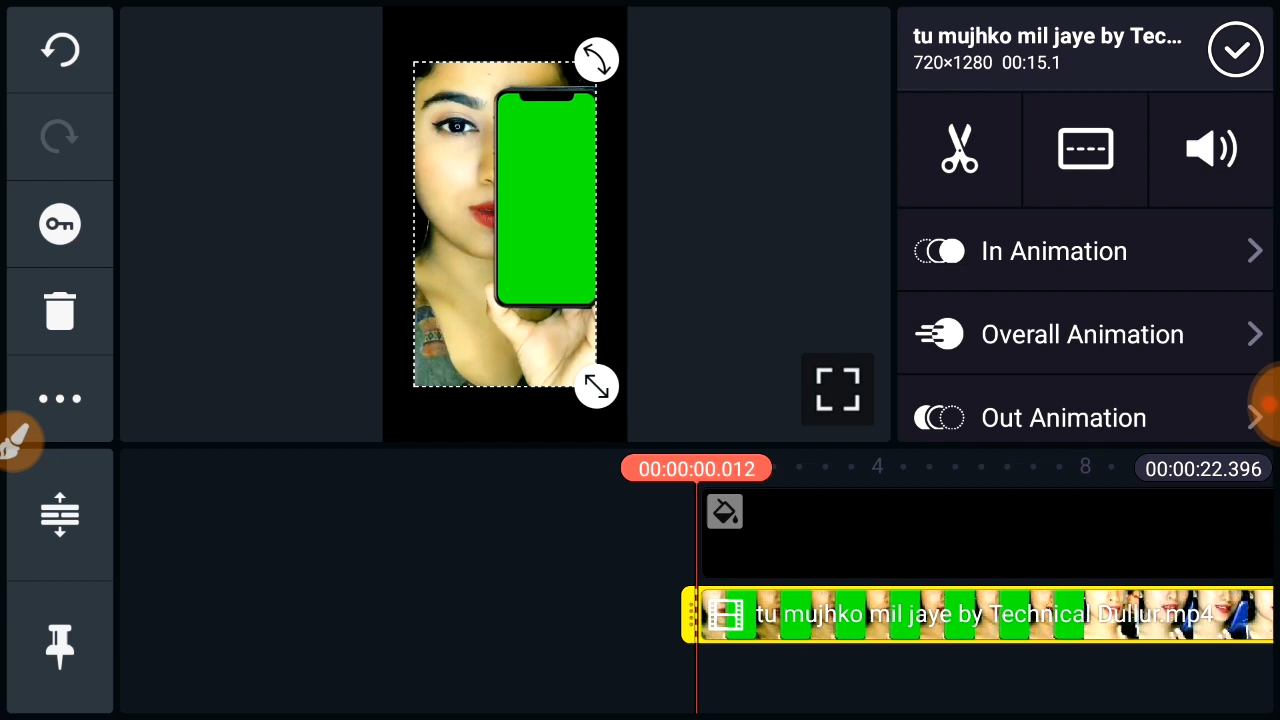 tu mujhko mil jaye by Tec...
720×1280 00:15.1
In Animation
Overall Animation
Out Animation
00:00:00.012
4
8
00:00:22.396
tu mujhko mil jaye by Technical Dullur.mp4